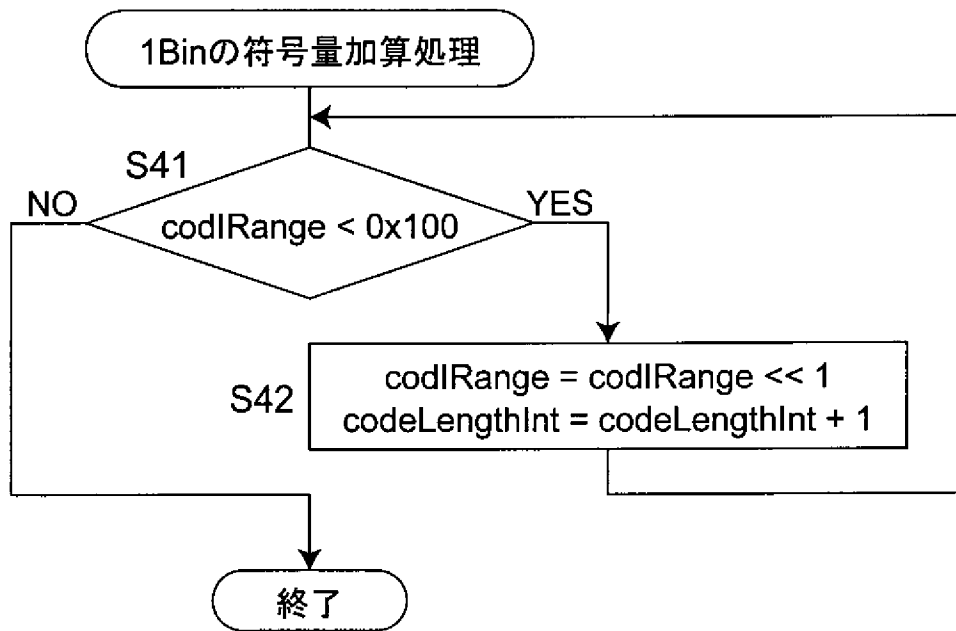 1Binの符号量加算処理
S41
NO
YES
codIRange < 0x100
S42
codIRange = codIRange << 1
codeLengthInt = codeLengthInt + 1
終了